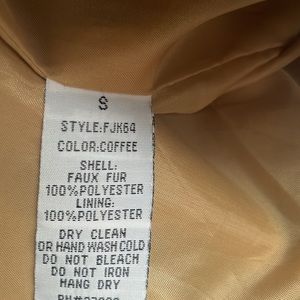 S
STYLE:FJK64
COLOR:COFFEE
SHELL:
FAUX FUR
100%POLYESTER
LINING:
100%POLYESTER
DRY CLEAN
OR HAND WASH COLD
DO NOT BLEACH
DO NOT IRON
HANG DRY